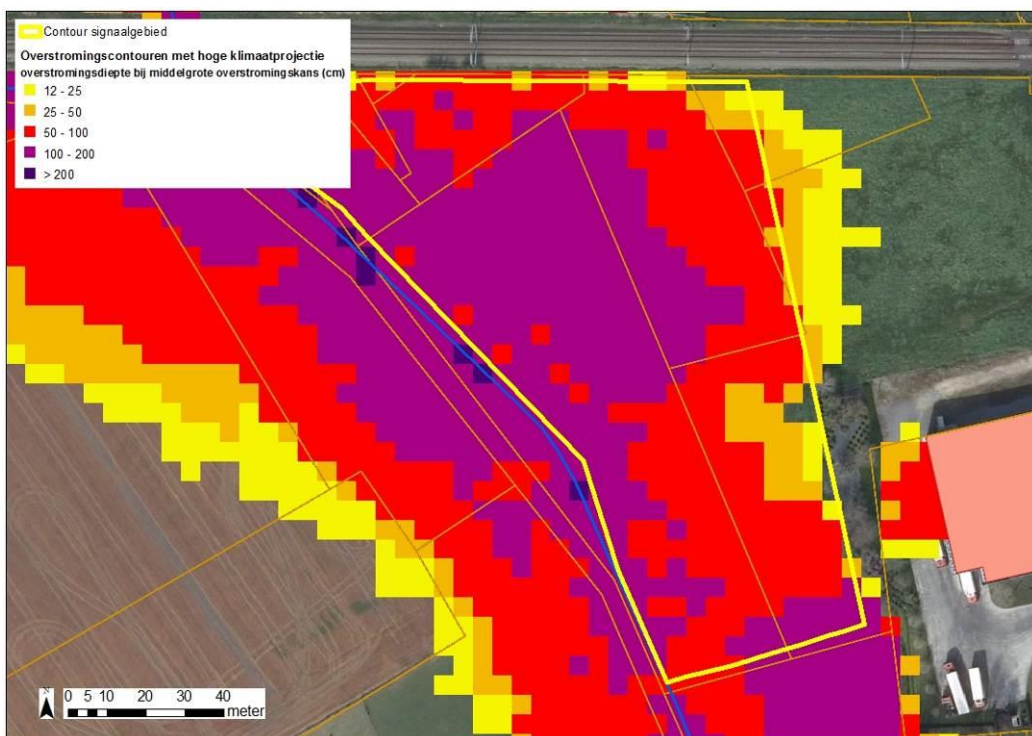 Contour signaalgebied
Overstromingscontouren met hoge klimaatprojectie
overstromingsdiepte bij middelgrote overstromingskans (cm)
12 - 25
25 - 50
50 - 100
100 - 200
> 200
N
0 5 10 20 30 40
meter